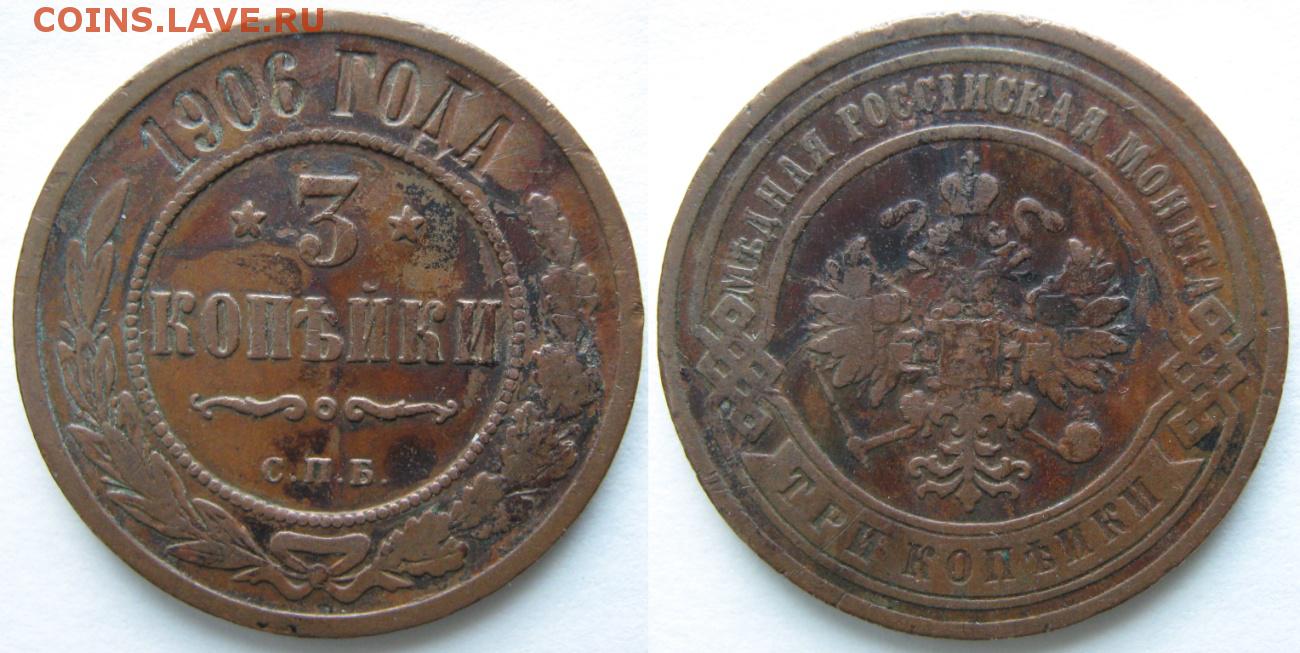 COINS.LAVE.RU
1906 ГОДА
3
КОПѢЙКИ
С.П.Б.
МѢДНАЯ РОССІЙСКАЯ МОНЕТА
ТРИ КОПѢЙКИ